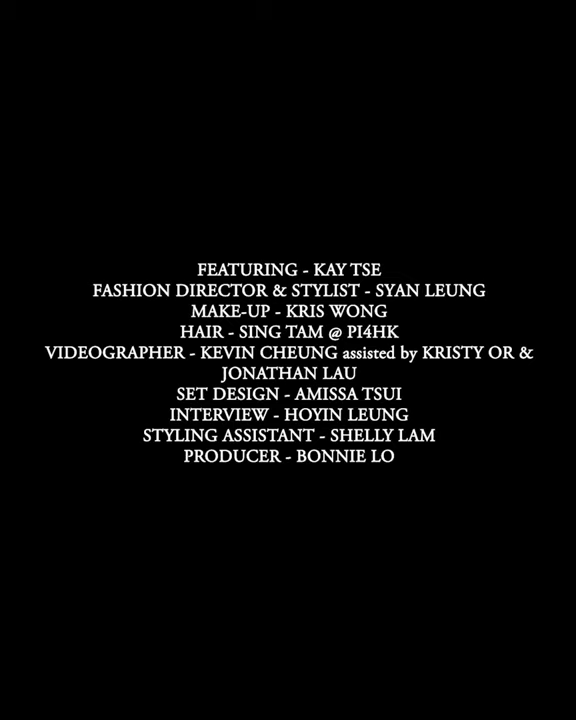 FEATURING - KAY TSE
FASHION DIRECTOR & STYLIST - SYAN LEUNG
MAKE-UP - KRIS WONG
HAIR - SING TAM @ PI4HK
VIDEOGRAPHER - KEVIN CHEUNG assisted by KRISTY OR &
JONATHAN LAU
SET DESIGN - AMISSA TSUI
INTERVIEW - HOYIN LEUNG
STYLING ASSISTANT - SHELLY LAM
PRODUCER - BONNIE LO